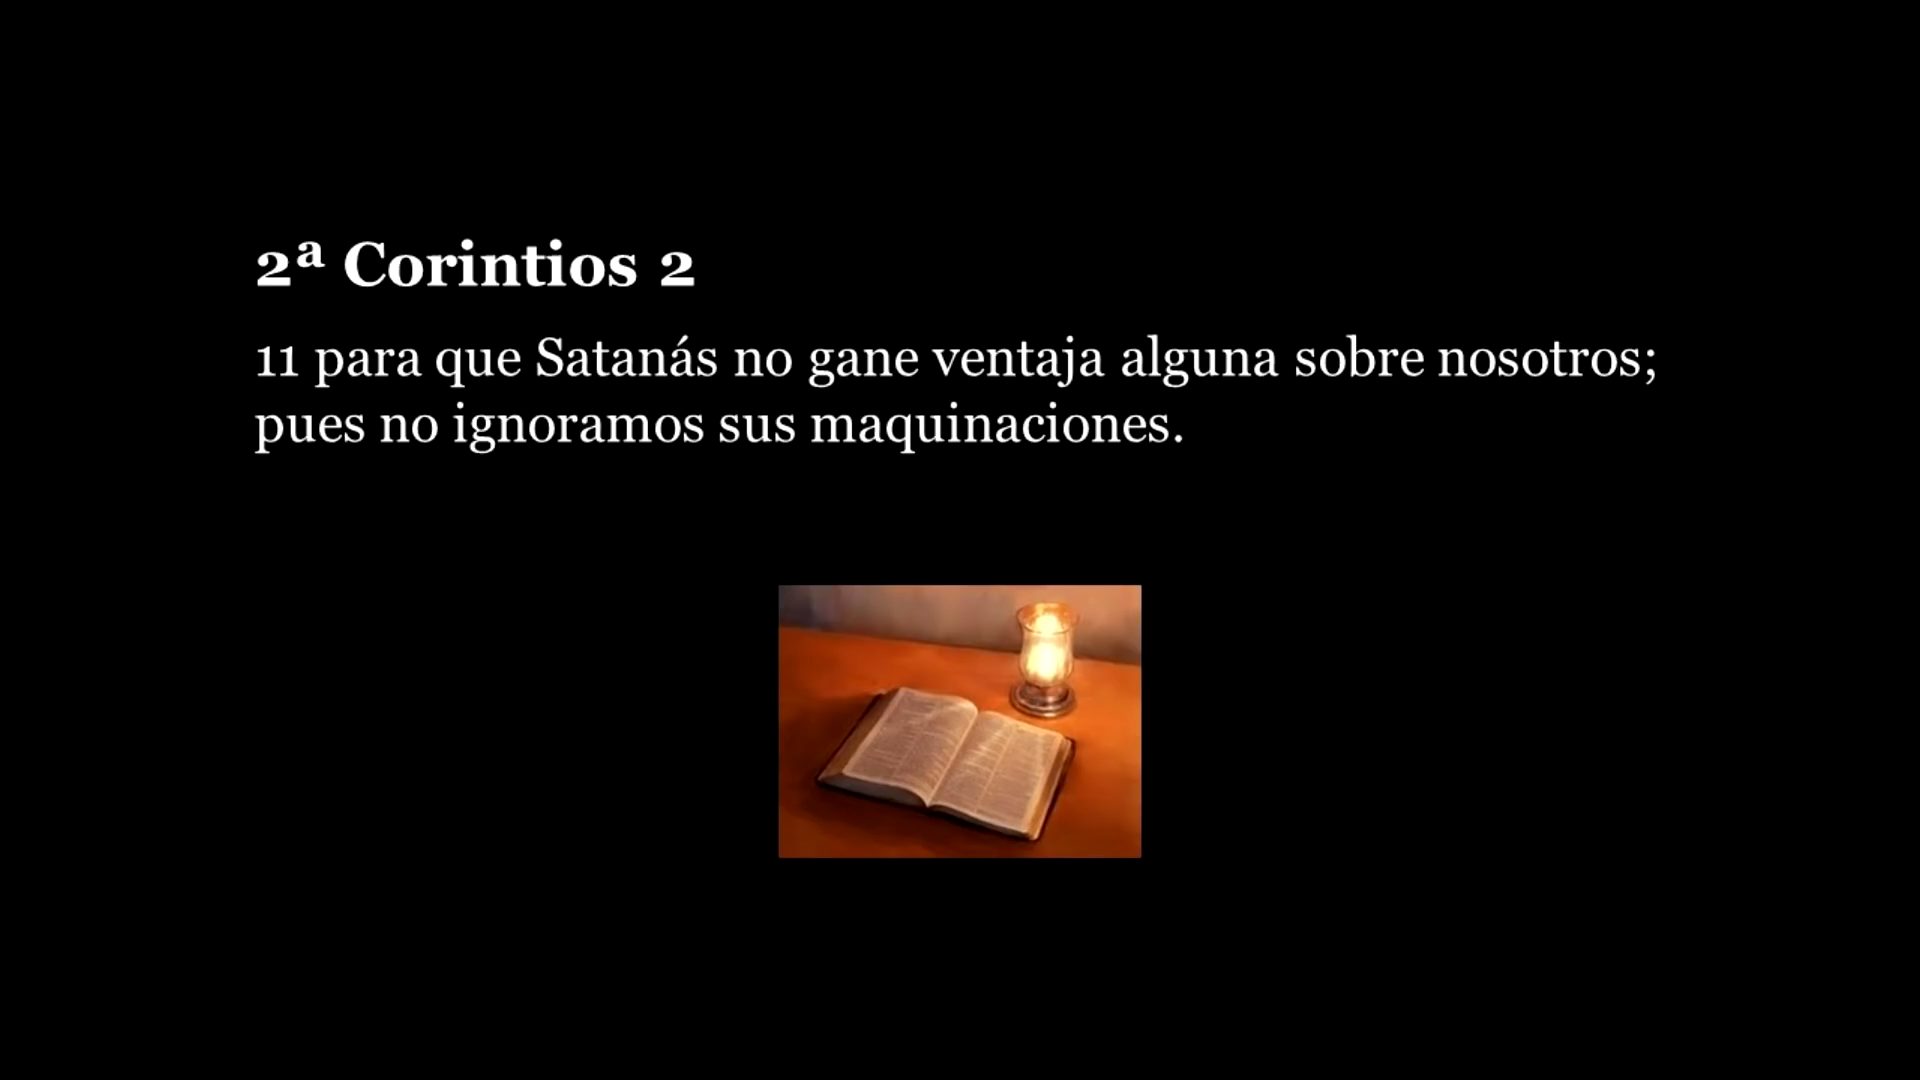 2ª Corintios 2
11 para que Satanás no gane ventaja alguna sobre nosotros;
pues no ignoramos sus maquinaciones.